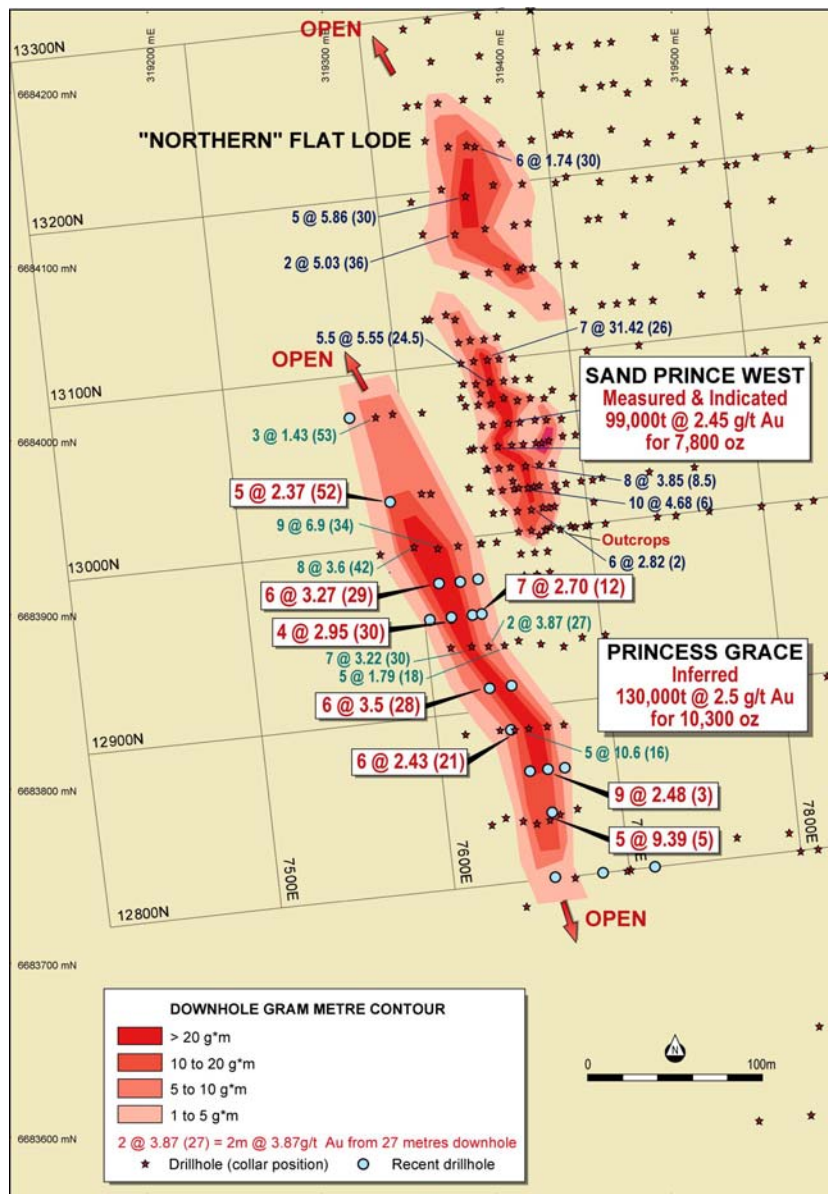 13300N
319200 mE
OPEN
319300 mE
319400 mE
319500 mE
6684200 mN
"NORTHERN" FLAT LODE
6 @ 1.74 (30)
13200N
5 @ 5.86 (30)
2 @ 5.03 (36)
6684100 mN
7 @ 31.42 (26)
5.5 @ 5.55 (24.5)
OPEN
SAND PRINCE WEST
Measured & Indicated
99,000t @ 2.45 g/t Au
for 7,800 oz
13100N
6684000 mN
3 @ 1.43 (53)
8 @ 3.85 (8.5)
5 @ 2.37 (52)
10 @ 4.68 (6)
9 @ 6.9 (34)
Outcrops
6 @ 2.82 (2)
13000N
8 @ 3.6 (42)
6 @ 3.27 (29)
7 @ 2.70 (12)
6683900 mN
4 @ 2.95 (30)
2 @ 3.87 (27)
7 @ 3.22 (30)
5 @ 1.79 (18)
PRINCESS GRACE
Inferred
130,000t @ 2.5 g/t Au
for 10,300 oz
6 @ 3.5 (28)
12900N
6 @ 2.43 (21)
5 @ 10.6 (16)
6683800 mN
9 @ 2.48 (3)
5 @ 9.39 (5)
7500E
7600E
7800E
12800N
OPEN
6683700 mN
DOWNHOLE GRAM METRE CONTOUR
> 20 g*m
10 to 20 g*m
5 to 10 g*m
1 to 5 g*m
2 @ 3.87 (27) = 2m @ 3.87g/t Au from 27 metres downhole
Drillhole (collar position)
Recent drillhole
N
0
100m
6683600 mN